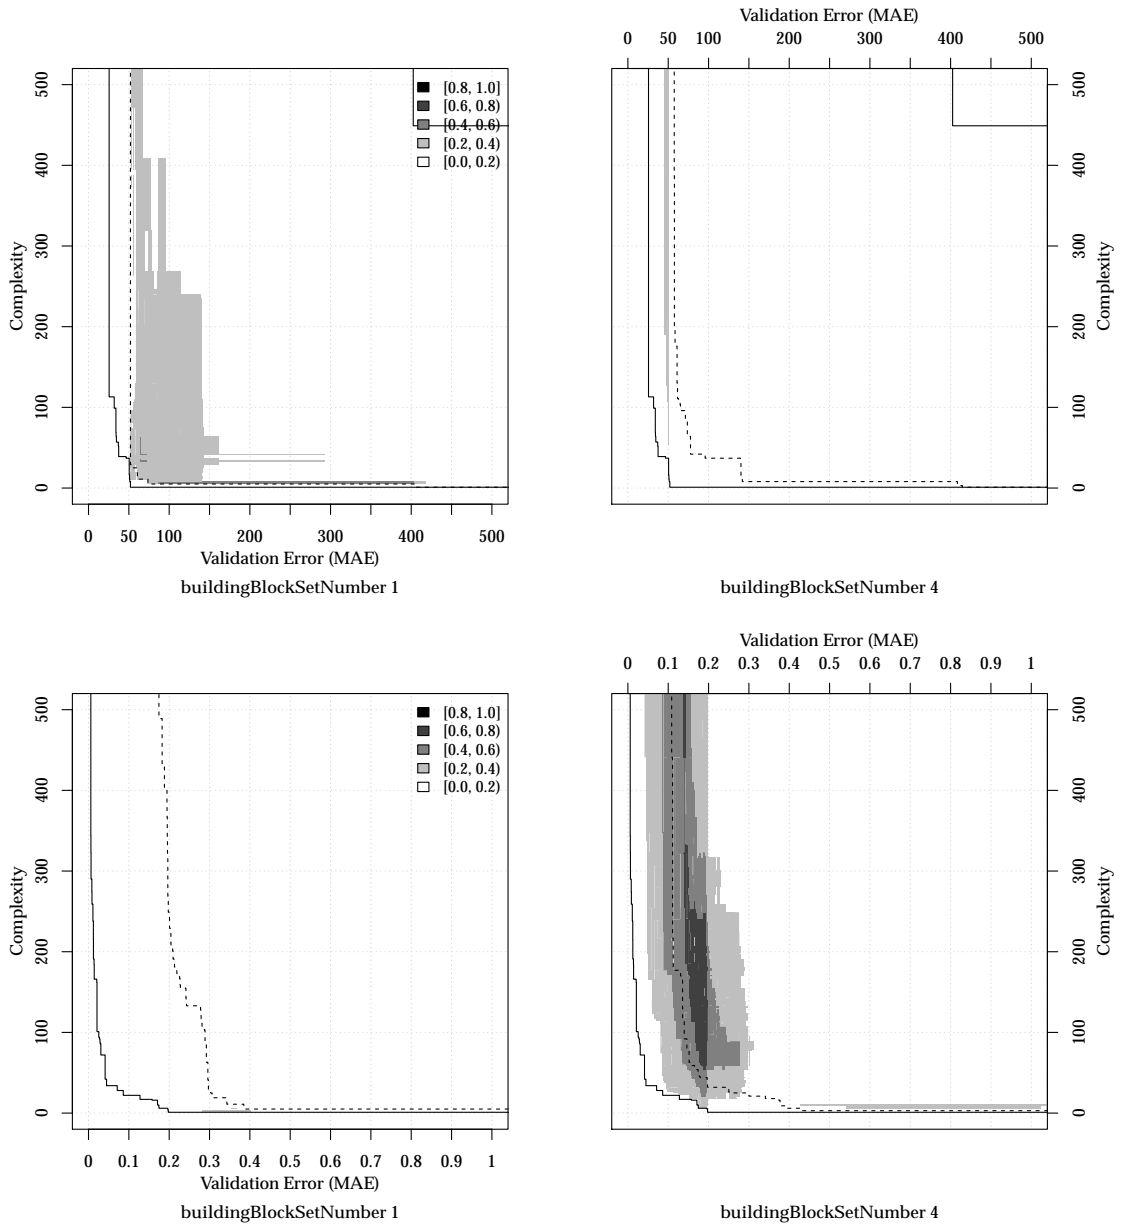 Validation Error (MAE)
0 50 100 200 300 400 500
[0.8, 1.0]
[0.6, 0.8)
[0.4, 0.6)
[0.2, 0.4)
[0.0, 0.2)
Complexity
0 100 200 300 400 500
0 50 100 200 300 400 500
Validation Error (MAE)
buildingBlockSetNumber 1
0 100 200 300 400 500
Complexity
buildingBlockSetNumber 4
Validation Error (MAE)
0 0.1 0.2 0.3 0.4 0.5 0.6 0.7 0.8 0.9 1
[0.8, 1.0]
[0.6, 0.8)
[0.4, 0.6)
[0.2, 0.4)
[0.0, 0.2)
Complexity
0 100 200 300 400 500
0 0.1 0.2 0.3 0.4 0.5 0.6 0.7 0.8 0.9 1
Validation Error (MAE)
buildingBlockSetNumber 1
0 100 200 300 400 500
Complexity
buildingBlockSetNumber 4